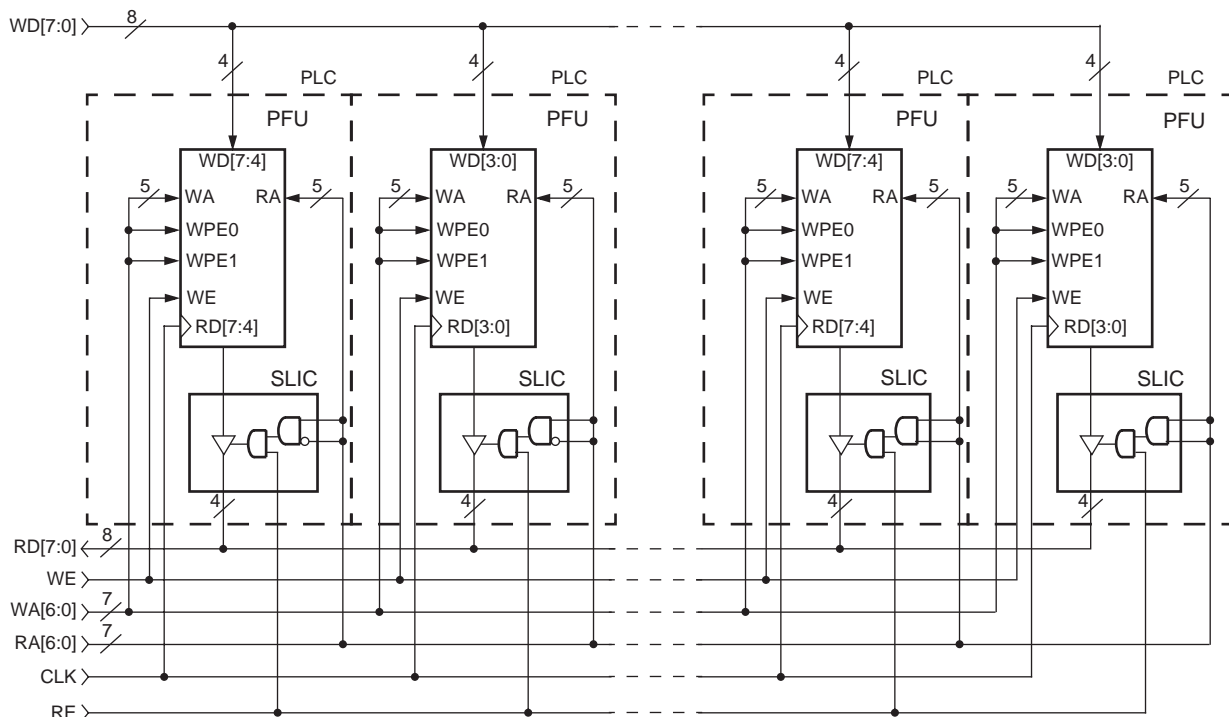 WD[7:0] 8
4 4 4 4
PLC PLC PLC PLC
PFU PFU PFU PFU
WD[7:4] WD[3:0] WD[7:4] WD[3:0]
5 WA RA 5 5 WA RA 5 5 WA RA 5 5 WA RA 5
WPE0 WPE0 WPE0 WPE0
WPE1 WPE1 WPE1 WPE1
WE WE WE WE
RD[7:4] RD[3:0] RD[7:4] RD[3:0]
SLIC SLIC SLIC SLIC
4 4 4 4
RD[7:0] 8
WE
WA[6:0] 7
RA[6:0] 7
CLK